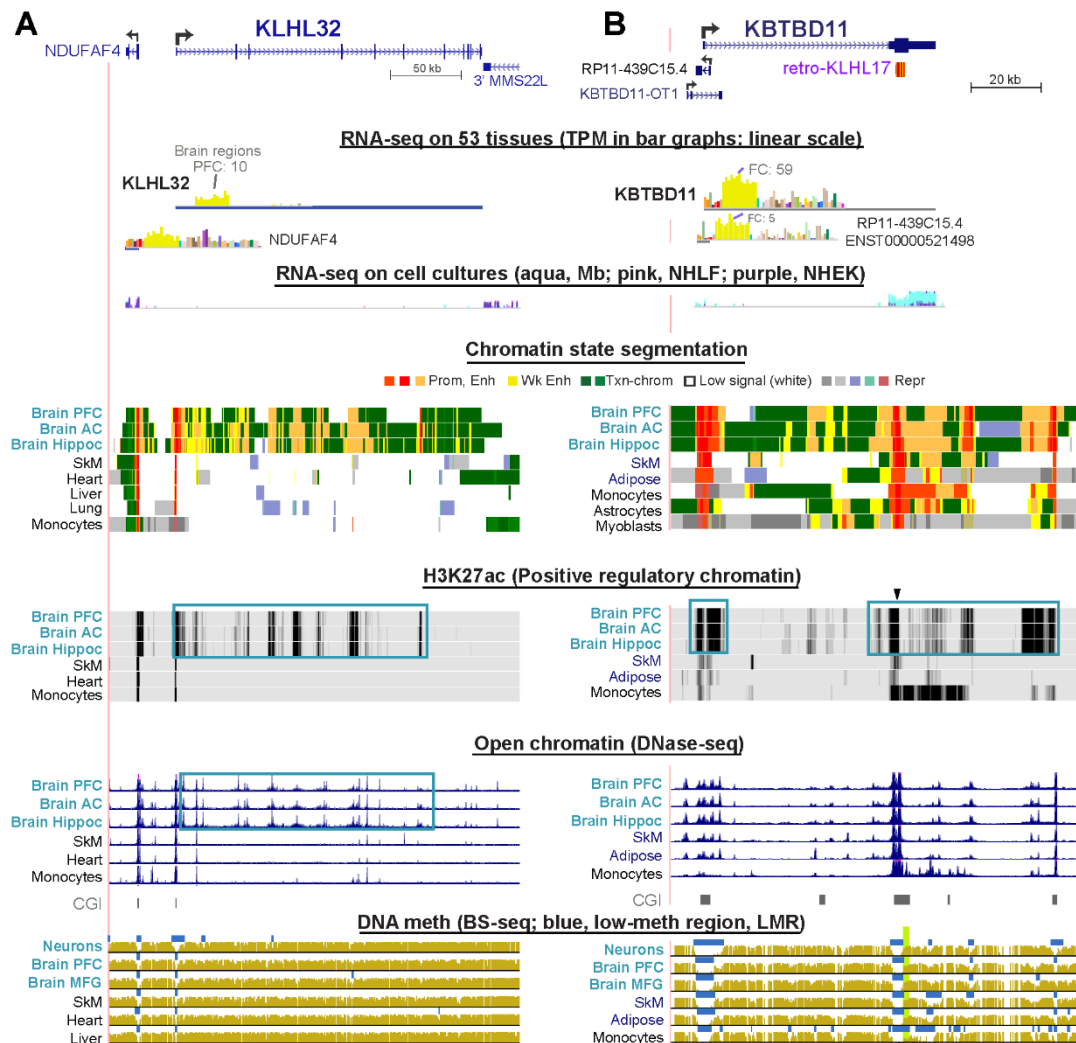 A
KLHL32
NDUFAF4
50 kb
3' MMS22L
B
KBTBD11
RP11-439C15.4
retro-KLHL17
KBTBD11-OT1
20 kb
RNA-seq on 53 tissues (TPM in bar graphs: linear scale)
Brain regions
PFC: 10
KLHL32
NDUFAF4
FC: 59
KBTBD11
FC: 5
RP11-439C15.4
ENST00000521498
RNA-seq on cell cultures (aqua, Mb; pink, NHLF; purple, NHEK)
Chromatin state segmentation
Prom, Enh Wk Enh Txn-chrom Low signal (white) Repr
Brain PFC
Brain AC
Brain Hippoc
SkM
Heart
Liver
Lung
Monocytes
Brain PFC
Brain AC
Brain Hippoc
SkM
Adipose
Monocytes
Astrocytes
Myoblasts
H3K27ac (Positive regulatory chromatin)
Brain PFC
Brain AC
Brain Hippoc
SkM
Heart
Monocytes
Brain PFC
Brain AC
Brain Hippoc
SkM
Adipose
Monocytes
Open chromatin (DNase-seq)
Brain PFC
Brain AC
Brain Hippoc
SkM
Heart
Monocytes
CGI
Brain PFC
Brain AC
Brain Hippoc
SkM
Adipose
Monocytes
CGI
DNA meth (BS-seq; blue, low-meth region, LMR)
Neurons
Brain PFC
Brain MFG
SkM
Heart
Liver
Neurons
Brain PFC
Brain MFG
SkM
Adipose
Monocytes